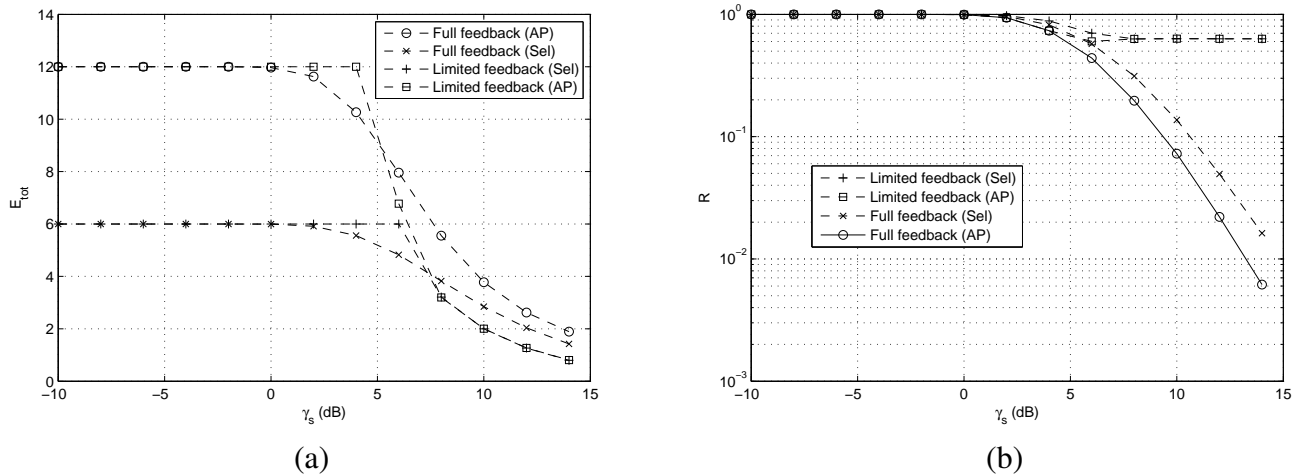 14
12
10
8
6
4
2
0
E_tot
−10
−5
0
5
10
15
γ_s (dB)
Full feedback (AP)
Full feedback (Sel)
Limited feedback (Sel)
Limited feedback (AP)
(a)
10^0
10^−1
10^−2
10^−3
R
−10
−5
0
5
10
15
γ_s (dB)
Limited feedback (Sel)
Limited feedback (AP)
Full feedback (Sel)
Full feedback (AP)
(b)